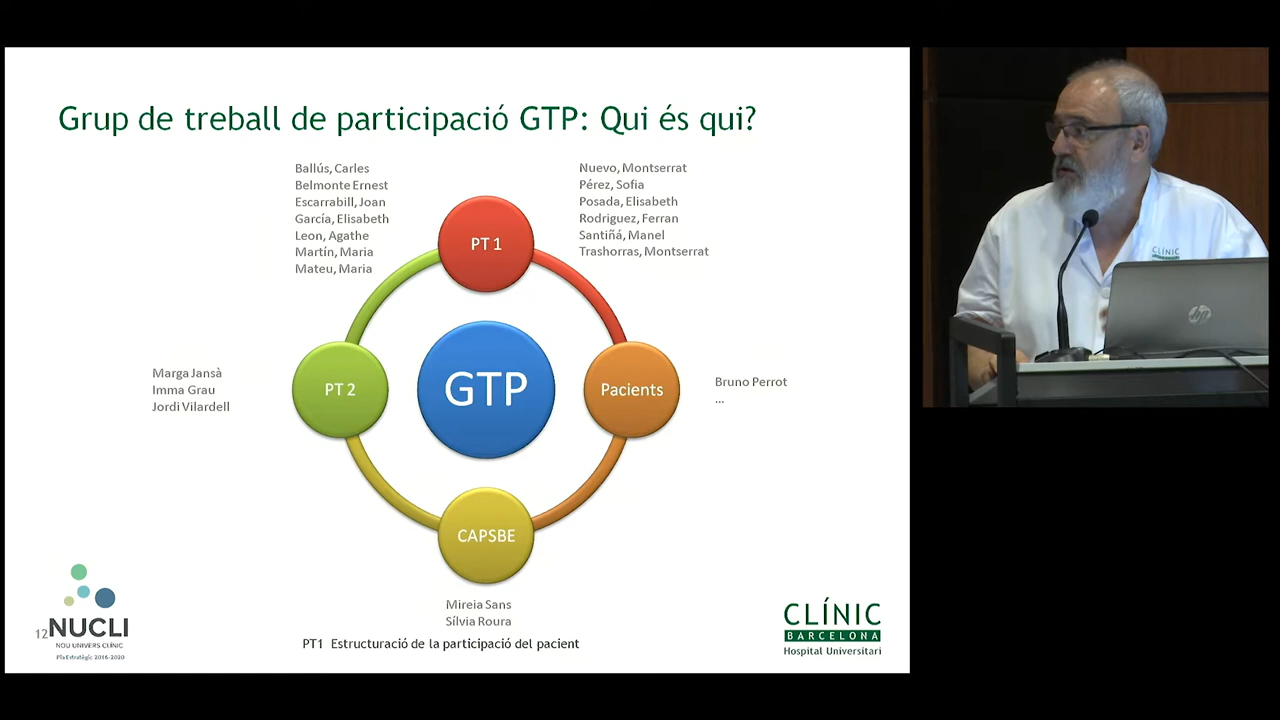 Grup de treball de participació GTP: Qui és qui?
Ballús, Carles
Belmonte Ernest
Escarrabill, Joan
García, Elisabeth
Leon, Agathe
Martín, Maria
Mateu, Maria
Nuevo, Montserrat
Pérez, Sofia
Posada, Elisabeth
Rodriguez, Ferran
Santiñá, Manel
Trashorras, Montserrat
PT 1
Marga Jansà
Imma Grau
Jordi Vilardell
PT 2
GTP
Pacients
Bruno Perrot
...
CAPSBE
Mireia Sans
Sílvia Roura
PT1 Estructuració de la participació del pacient
12
NUCLI
NOU UNIVERS CLÍNIC
Pla Estratègic 2016-2020
CLÍNIC
BARCELONA
Hospital Universitari
CLÍNIC
hp